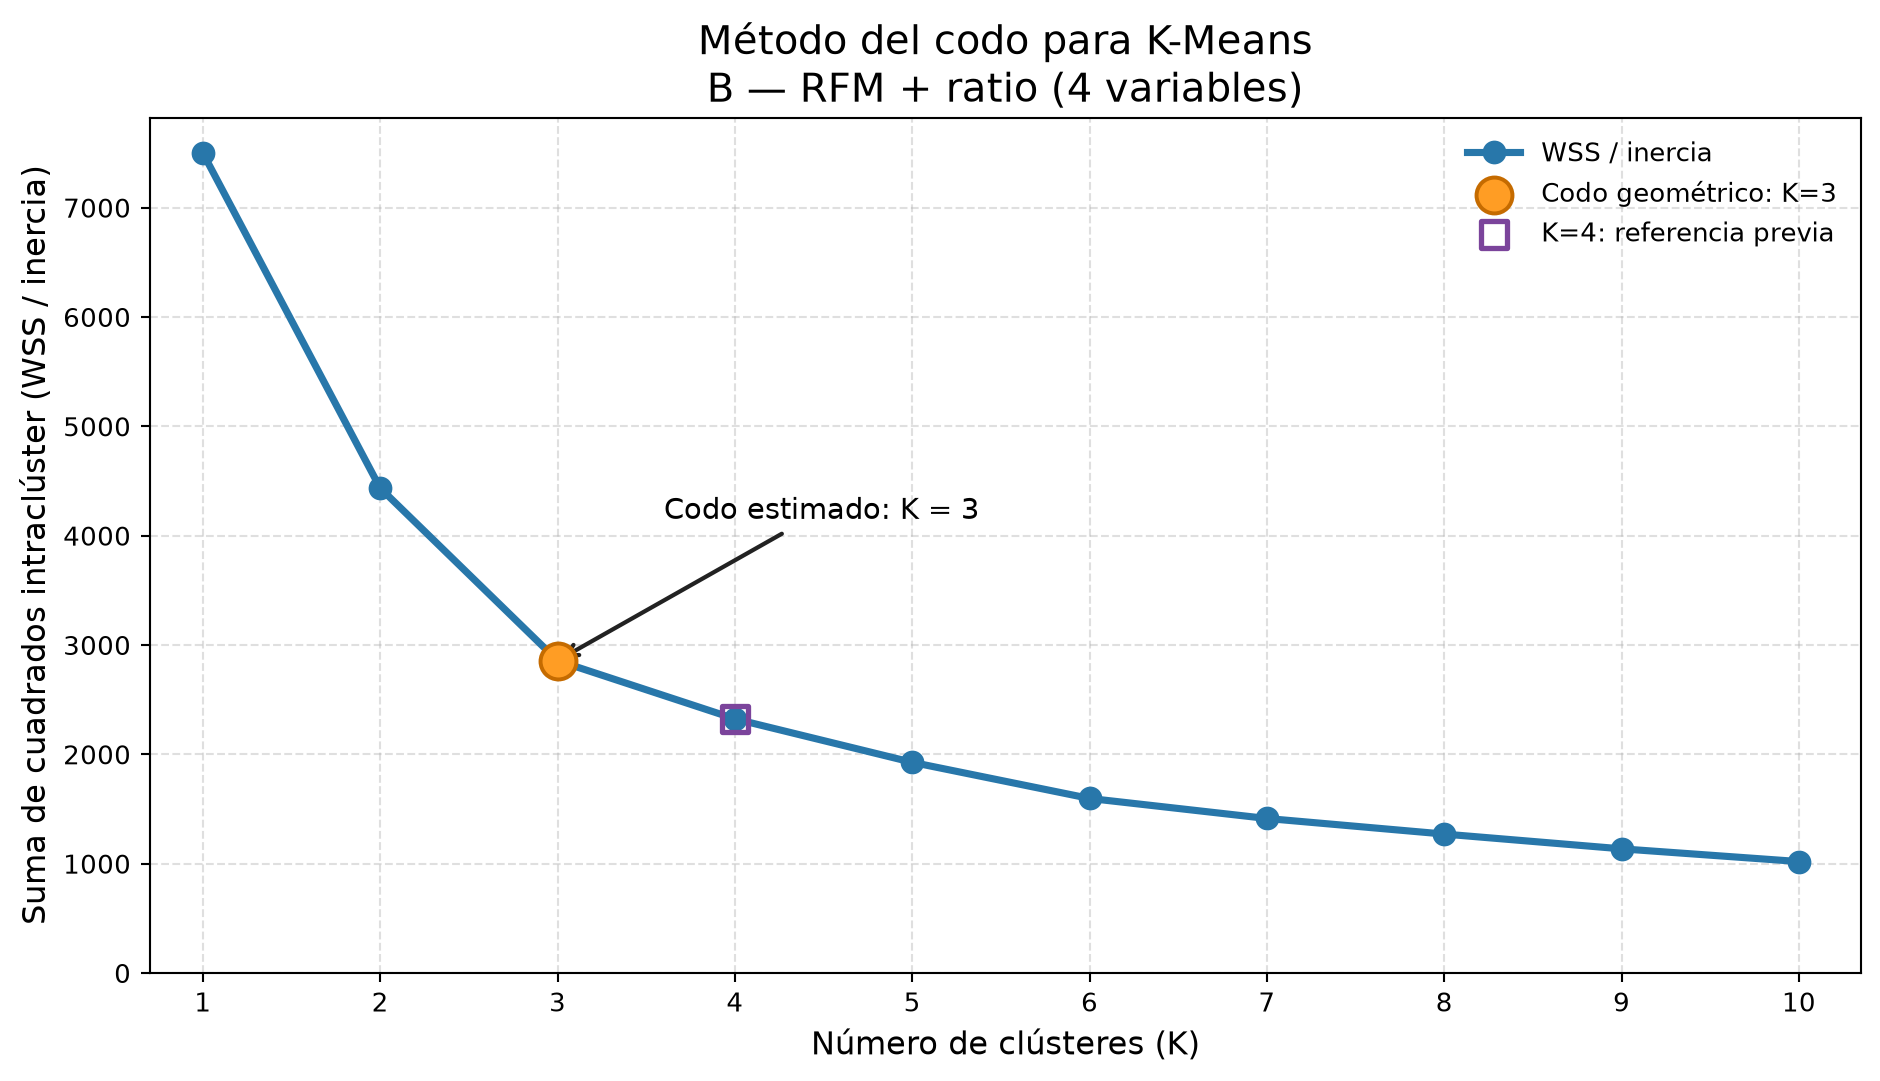 Método del codo para K-Means
B — RFM + ratio (4 variables)
WSS / inercia
Codo geométrico: K=3
K=4: referencia previa
Codo estimado: K = 3
Suma de cuadrados intraclúster (WSS / inercia)
7000
6000
5000
4000
3000
2000
1000
0
1 2 3 4 5 6 7 8 9 10
Número de clústeres (K)